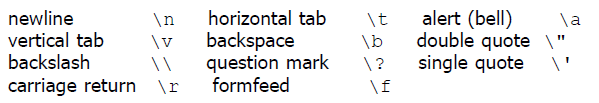 newline \n horizontal tab \t alert (bell) \a
vertical tab \v backspace \b double quote \"
backslash \\ question mark \? single quote \'
carriage return \r formfeed \f